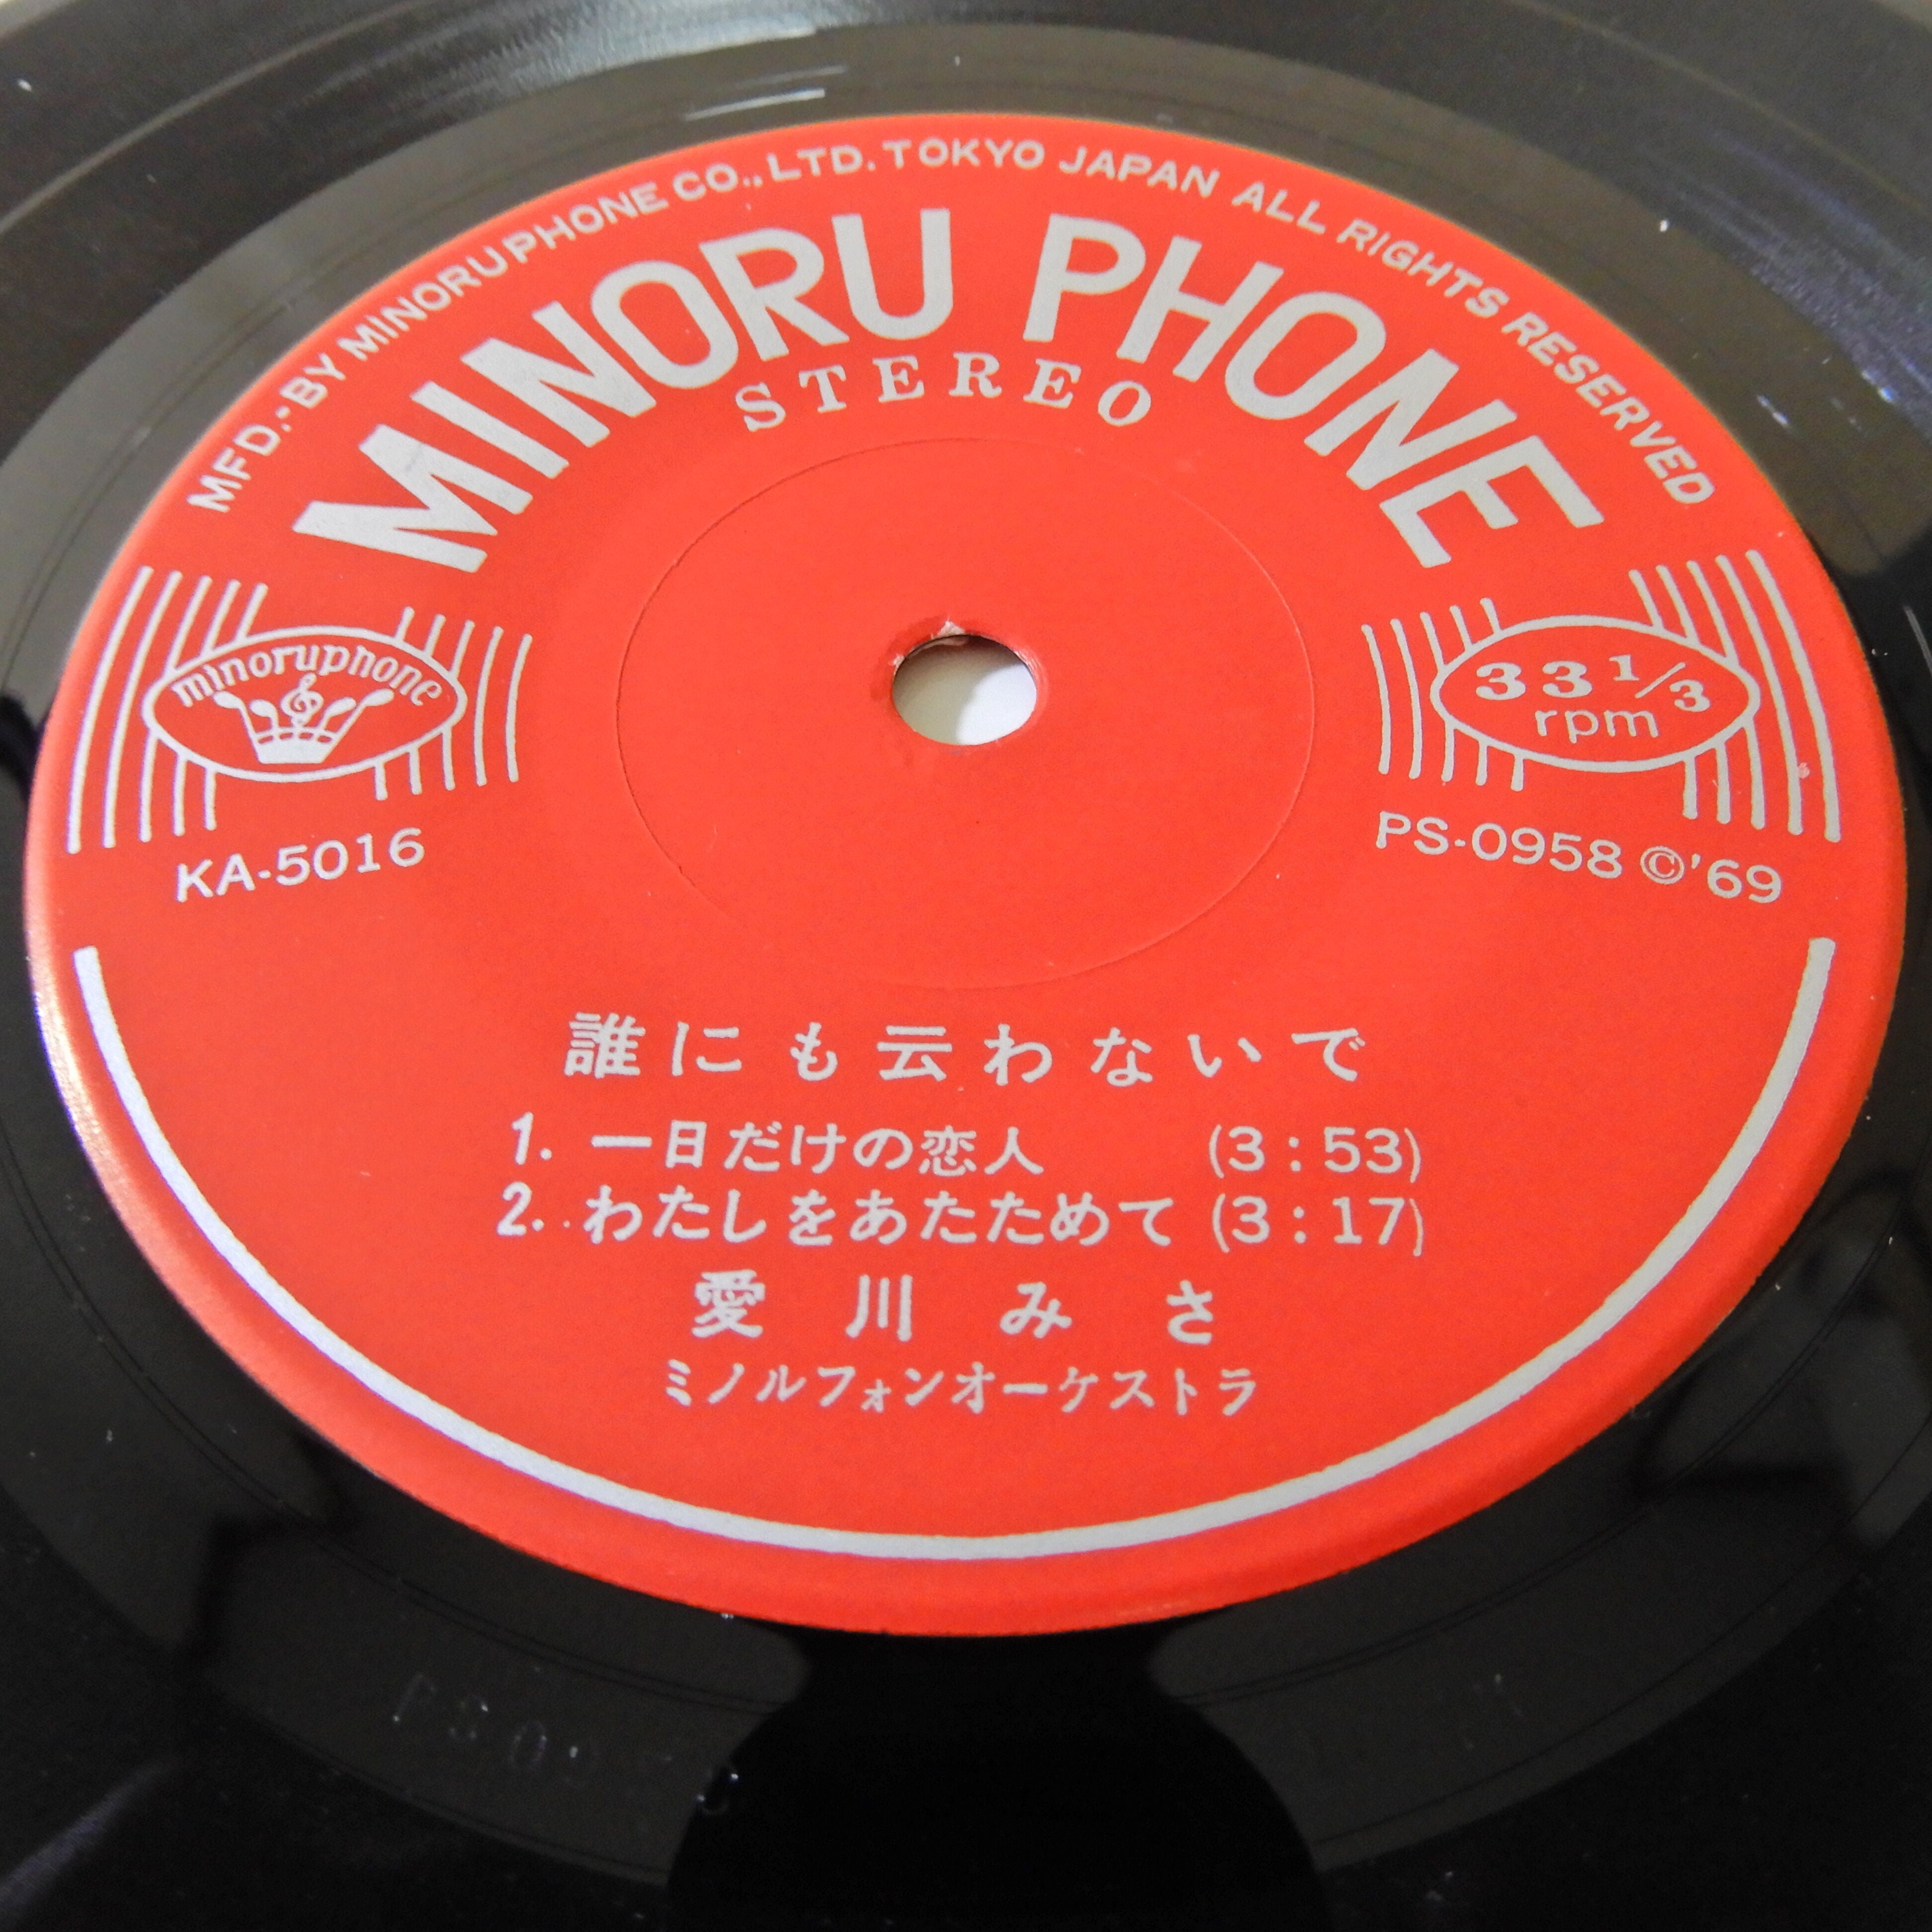 MFD. BY MINORUPHONE CO., LTD. TOKYO JAPAN ALL RIGHTS RESERVED
MINORU PHONE
STEREO
minoruphone
33 1/3
rpm
KA-5016
PS-0958 ©'69
誰にも云わないで
1. 一日だけの恋人 (3:53)
2. わたしをあたためて (3:17)
愛川みさ
ミノルフォンオーケストラ